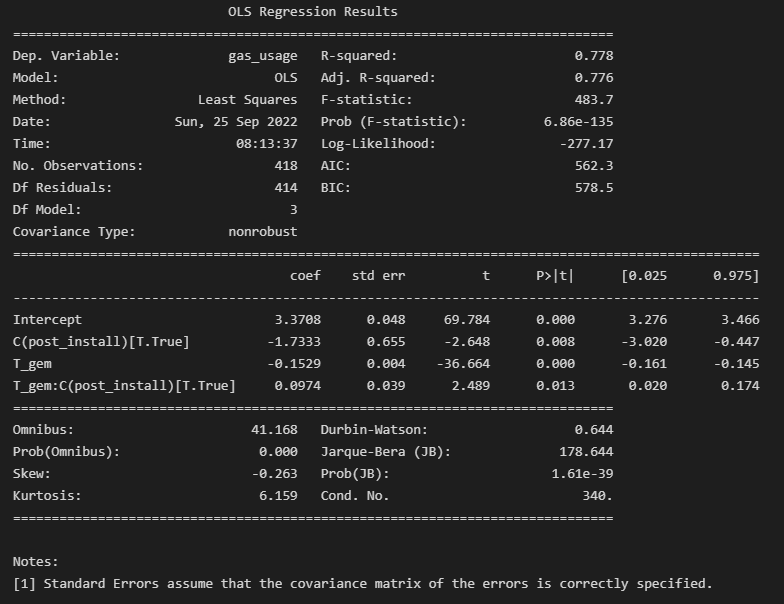 OLS Regression Results
==============================================================================
Dep. Variable: gas_usage R-squared: 0.778
Model: OLS Adj. R-squared: 0.776
Method: Least Squares F-statistic: 483.7
Date: Sun, 25 Sep 2022 Prob (F-statistic): 6.86e-135
Time: 08:13:37 Log-Likelihood: -277.17
No. Observations: 418 AIC: 562.3
Df Residuals: 414 BIC: 578.5
Df Model: 3
Covariance Type: nonrobust
=================================================================================================
coef std err t P>|t| [0.025 0.975]
-------------------------------------------------------------------------------------------------
Intercept 3.3708 0.048 69.784 0.000 3.276 3.466
C(post_install)[T.True] -1.7333 0.655 -2.648 0.008 -3.020 -0.447
T_gem -0.1529 0.004 -36.664 0.000 -0.161 -0.145
T_gem:C(post_install)[T.True] 0.0974 0.039 2.489 0.013 0.020 0.174
==============================================================================
Omnibus: 41.168 Durbin-Watson: 0.644
Prob(Omnibus): 0.000 Jarque-Bera (JB): 178.644
Skew: -0.263 Prob(JB): 1.61e-39
Kurtosis: 6.159 Cond. No. 340.
==============================================================================
Notes:
[1] Standard Errors assume that the covariance matrix of the errors is correctly specified.